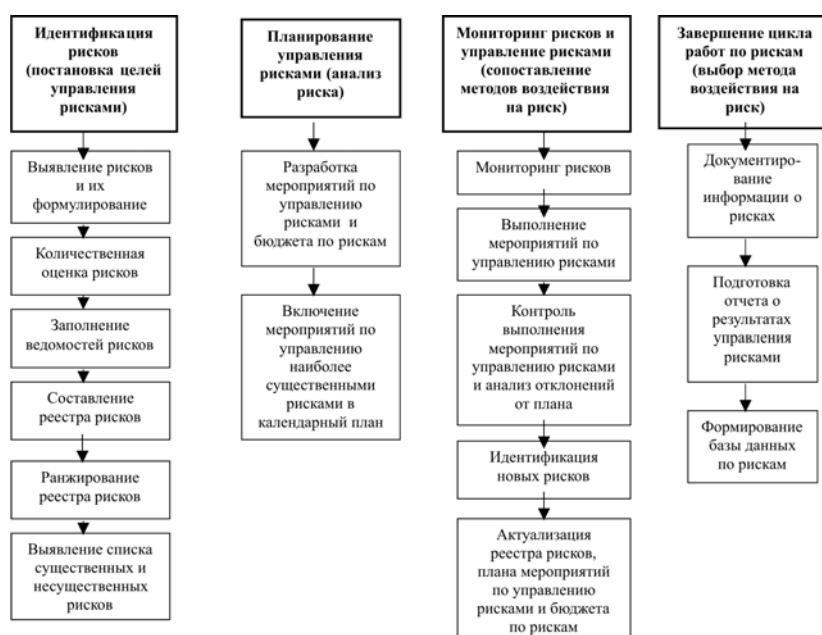 Идентификация
рисков
(постановка целей
управления
рисками)
Выявление рисков
и их
формулирование
Количественная
оценка рисков
Заполнение
ведомостей рисков
Составление
реестра рисков
Ранжирование
реестра рисков
Выявление списка
существенных и
несущественных
рисков
Планирование
управления
рисками (анализ
риска)
Разработка
мероприятий по
управлению
рисками и
бюджета по
рискам
Включение
мероприятий по
управлению
наиболее
существенными
рисками в
календарный план
Мониторинг рисков и
управление рисками
(сопоставление
методов воздействия
на риск)
Мониторинг рисков
Выполнение
мероприятий по
управлению рисками
Контроль
выполнения
мероприятий по
управлению рисками
и анализ отклонений
от плана
Идентификация
новых рисков
Актуализация
реестра рисков,
плана мероприятий
по управлению
рисками и бюджета
по рискам
Завершение цикла
работ по рискам
(выбор метода
воздействия на
риск)
Документиро-
вание
информации о
рисках
Подготовка
отчета о
результатах
управления
рисками
Формирование
базы данных
по рискам